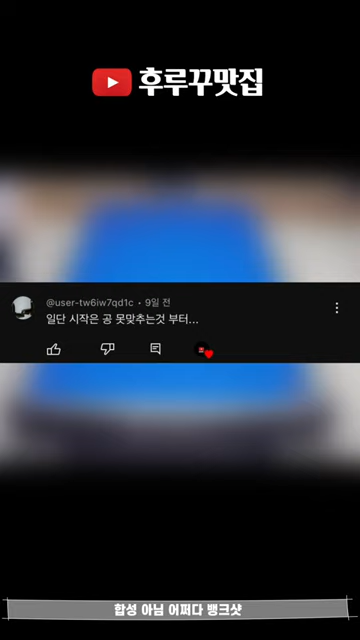 후루꾸맛집
@user-tw6iw7qd1c • 9일 전
일단 시작은 공 못맞추는것 부터...
합성 아님 어쩌다 뱅크샷